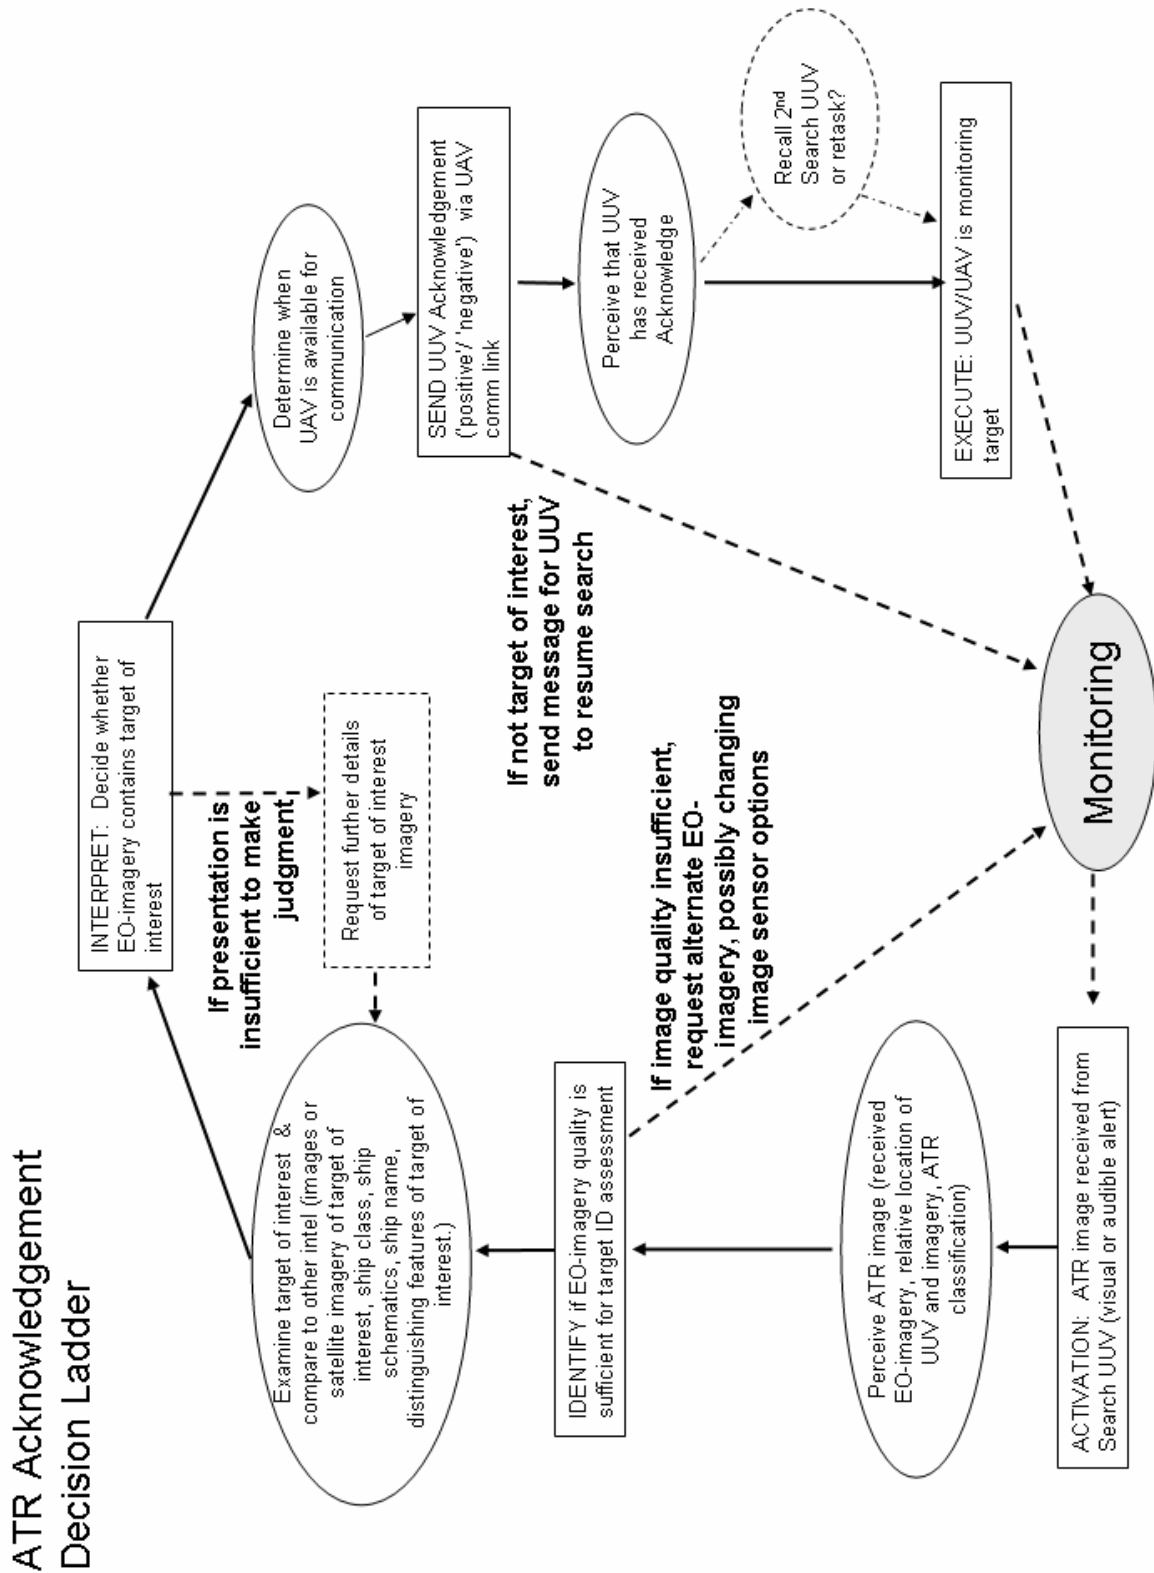 ATR Acknowledgement
Decision Ladder
INTERPRET: Decide whether
EO-imagery contains target of
interest
If presentation is
insufficient to make
judgment
Request further details
of target of interest
imagery
Examine target of interest &
compare to other intel (images or
satellite imagery of target of
interest, ship class, ship
schematics, ship name,
distinguishing features of target of
interest.)
IDENTIFY if EO-imagery quality is
sufficient for target ID assessment
If image quality insufficient,
request alternate EO-
imagery, possibly changing
image sensor options
Perceive ATR image (received
EO-imagery, relative location of
UUV and imagery, ATR
classification)
ACTIVATION: ATR image received from
Search UUV (visual or audible alert)
Monitoring
Determine when
UAV is available for
communication
SEND UUV Acknowledgement
('positive'/ 'negative') via UAV
comm link
If not target of interest,
send message for UUV
to resume search
Perceive that UUV
has received
Acknowledge
Recall 2nd
Search UUV
or retask?
EXECUTE: UUV/UAV is monitoring
target